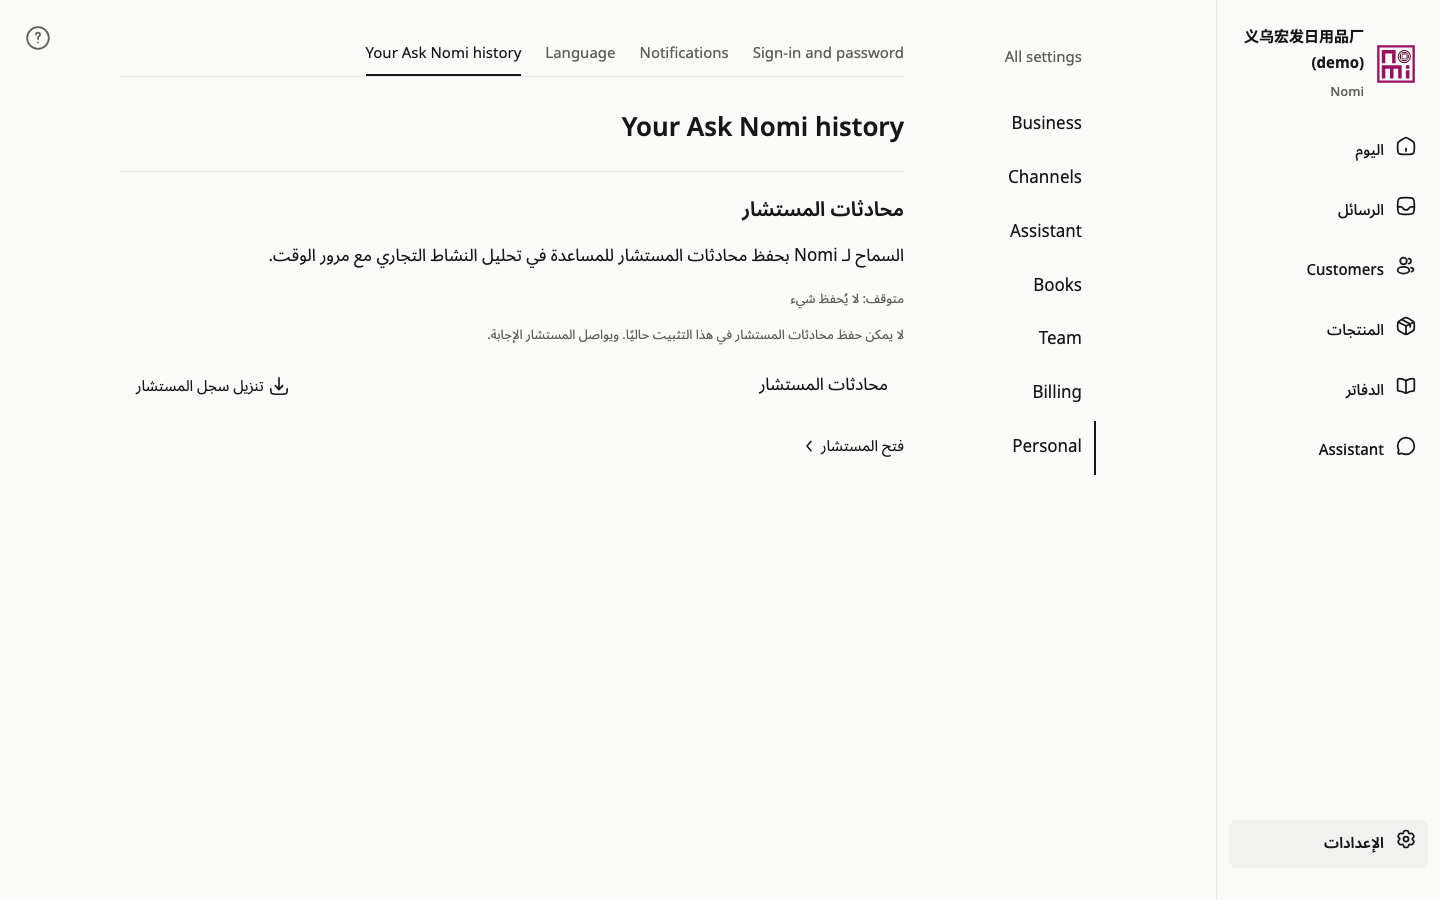 义乌宏发日用品厂
(demo)
Nomi
اليوم
الرسائل
Customers
المنتجات
الدفاتر
Assistant
الإعدادات
All settings
Business
Channels
Assistant
Books
Team
Billing
Personal
Sign-in and password
Notifications
Language
Your Ask Nomi history
Your Ask Nomi history
محادثات المستشار
السماح لـ Nomi بحفظ محادثات المستشار للمساعدة في تحليل النشاط التجاري مع مرور الوقت.
متوقف: لا يُحفظ شيء
لا يمكن حفظ محادثات المستشار في هذا التثبيت حاليًا. ويواصل المستشار الإجابة.
محادثات المستشار
تنزيل سجل المستشار
فتح المستشار